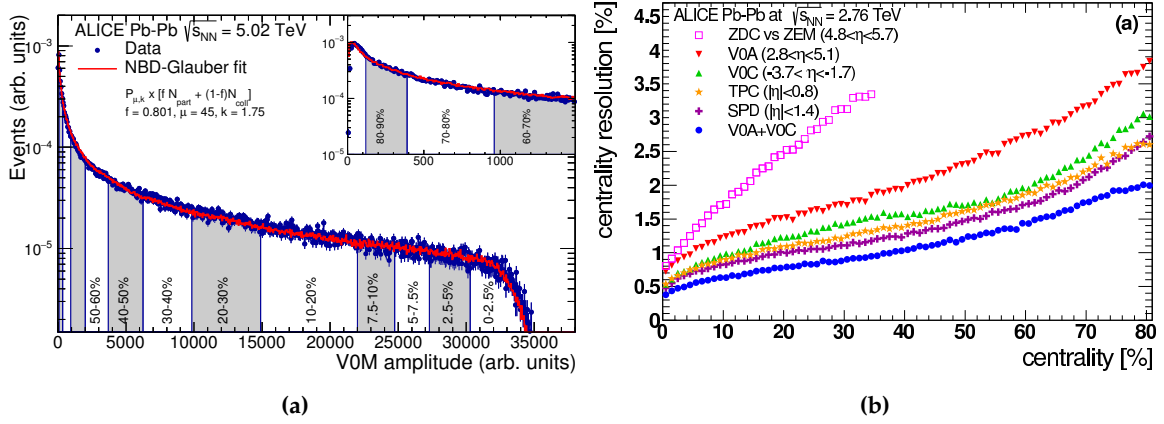 ALICE Pb-Pb √s_NN = 5.02 TeV
Data
NBD-Glauber fit
P_μ,k x [f N_part + (1-f)N_coll]
f = 0.801, μ = 45, k = 1.75
Events (arb. units)
10⁻³
10⁻⁴
10⁻⁵
10⁻³
10⁻⁴
10⁻⁵
80-90%
70-80%
60-70%
0 500 1000
50-60%
40-50%
30-40%
20-30%
10-20%
7.5-10%
5-7.5%
2.5-5%
0-2.5%
0 5000 10000 15000 20000 25000 30000 35000
V0M amplitude (arb. units)
(a)
ALICE Pb-Pb at √s_NN = 2.76 TeV
(a)
ZDC vs ZEM (4.8<η<5.7)
V0A (2.8<η<5.1)
V0C (-3.7< η<-1.7)
TPC (|η|<0.8)
SPD (|η|<1.4)
V0A+V0C
centrality resolution [%]
4.5
4
3.5
3
2.5
2
1.5
1
0.5
0
0 10 20 30 40 50 60 70 80
centrality [%]
(b)